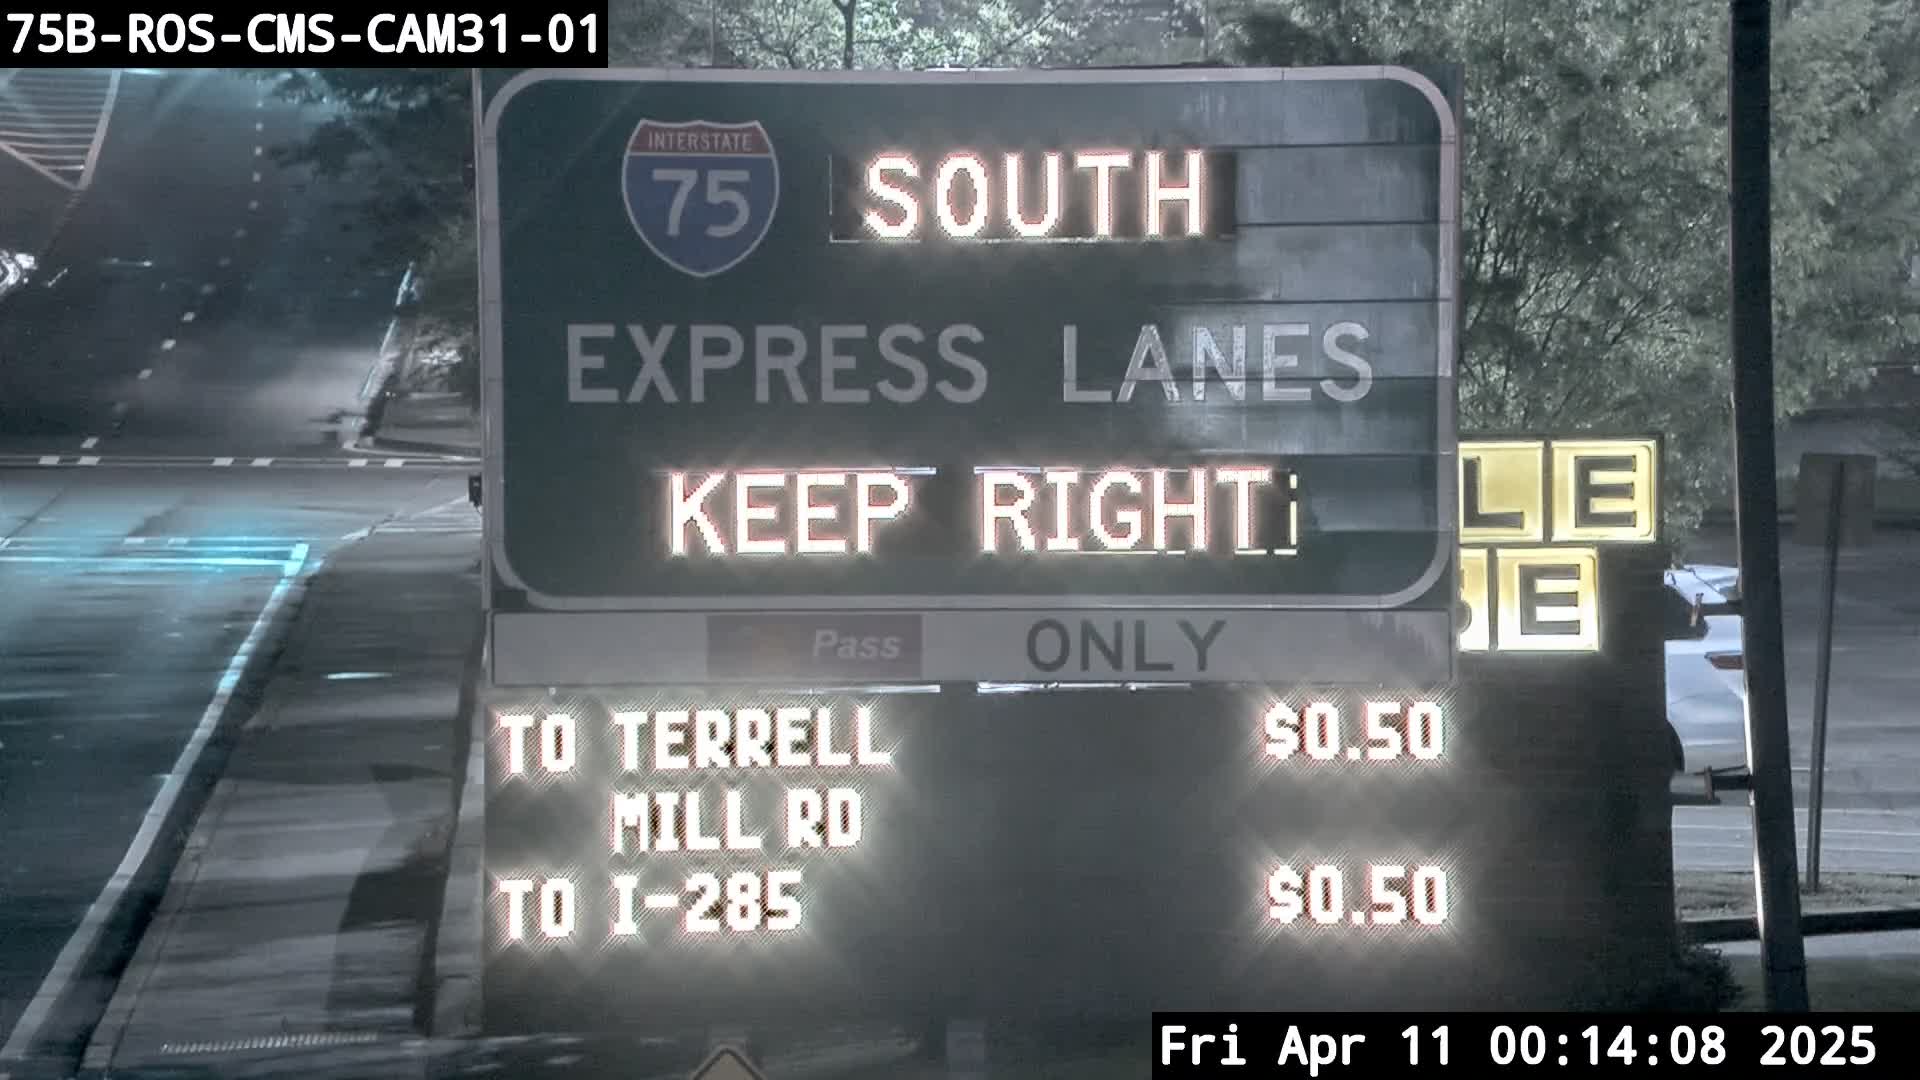 75B-ROS-CMS-CAM31-01
INTERSTATE
75
SOUTH
EXPRESS LANES
KEEP RIGHT
Pass ONLY
TO TERRELL $0.50
MILL RD
TO I-285 $0.50
LE
E
Fri Apr 11 00:14:08 2025